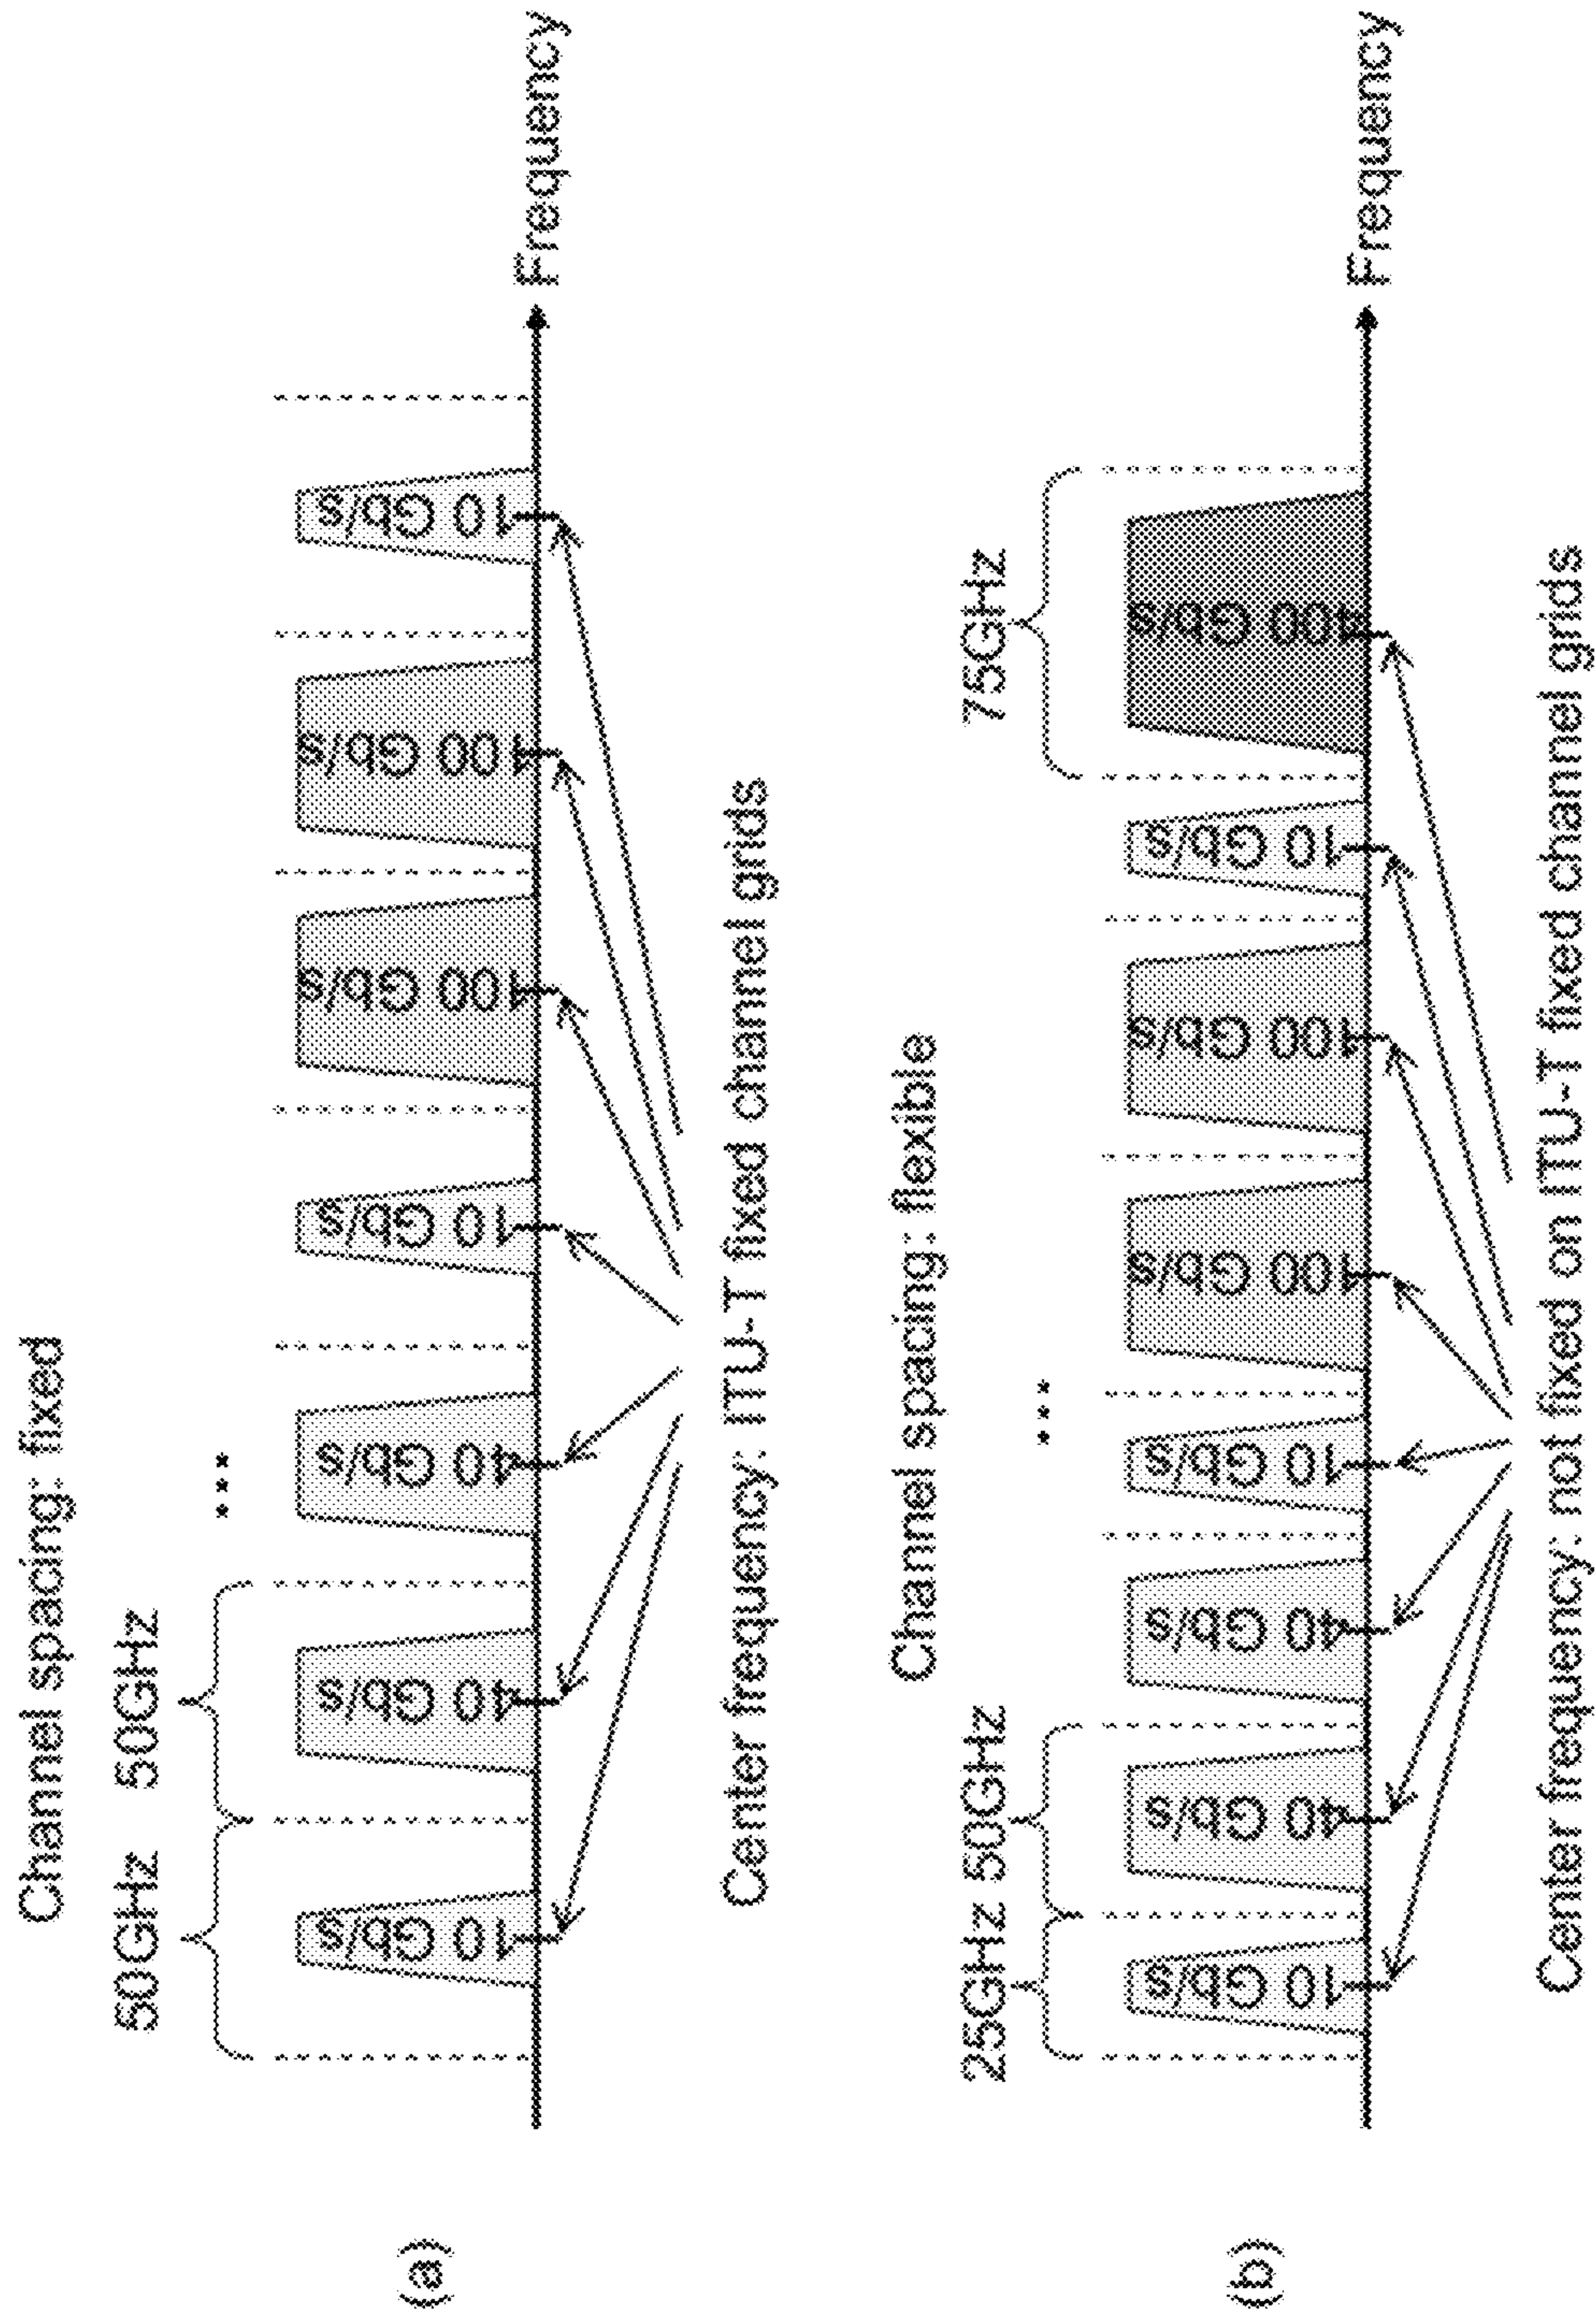 Channel spacing: fixed
50GHz 50GHz
...
(a)
10 Gb/s
40 Gb/s
40 Gb/s
10 Gb/s
100 Gb/s
100 Gb/s
10 Gb/s
Frequency
Center frequency: ITU-T fixed channel grids
Channel spacing: flexible
25GHz 50GHz
...
75GHz
(b)
10 Gb/s
40 Gb/s
40 Gb/s
10 Gb/s
100 Gb/s
100 Gb/s
10 Gb/s
400 Gb/s
Frequency
Center frequency: not fixed on ITU-T fixed channel grids